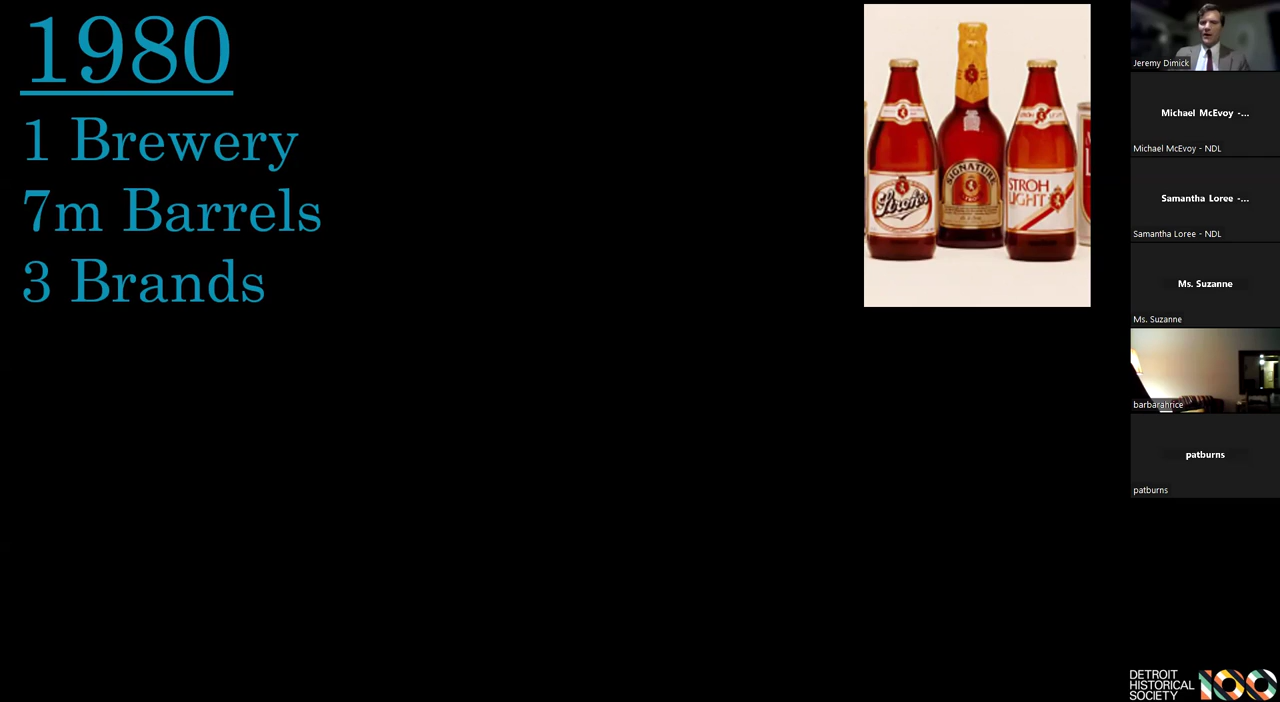 1980
1 Brewery
7m Barrels
3 Brands
Stroh's
SIGNATURE
STROH
LIGHT
Jeremy Dimick
Michael McEvoy -...
Michael McEvoy - NDL
Samantha Loree -...
Samantha Loree - NDL
Ms. Suzanne
Ms. Suzanne
barbarahrice
patburns
patburns
DETROIT
HISTORICAL
SOCIETY
100